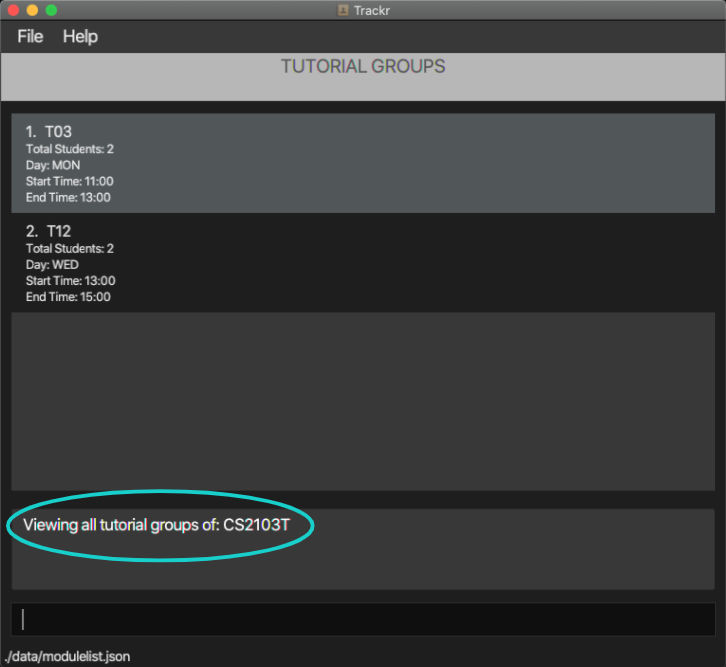 Trackr
File Help
TUTORIAL GROUPS
1. T03
Total Students: 2
Day: MON
Start Time: 11:00
End Time: 13:00
2. T12
Total Students: 2
Day: WED
Start Time: 13:00
End Time: 15:00
Viewing all tutorial groups of: CS2103T
./data/modulelist.json